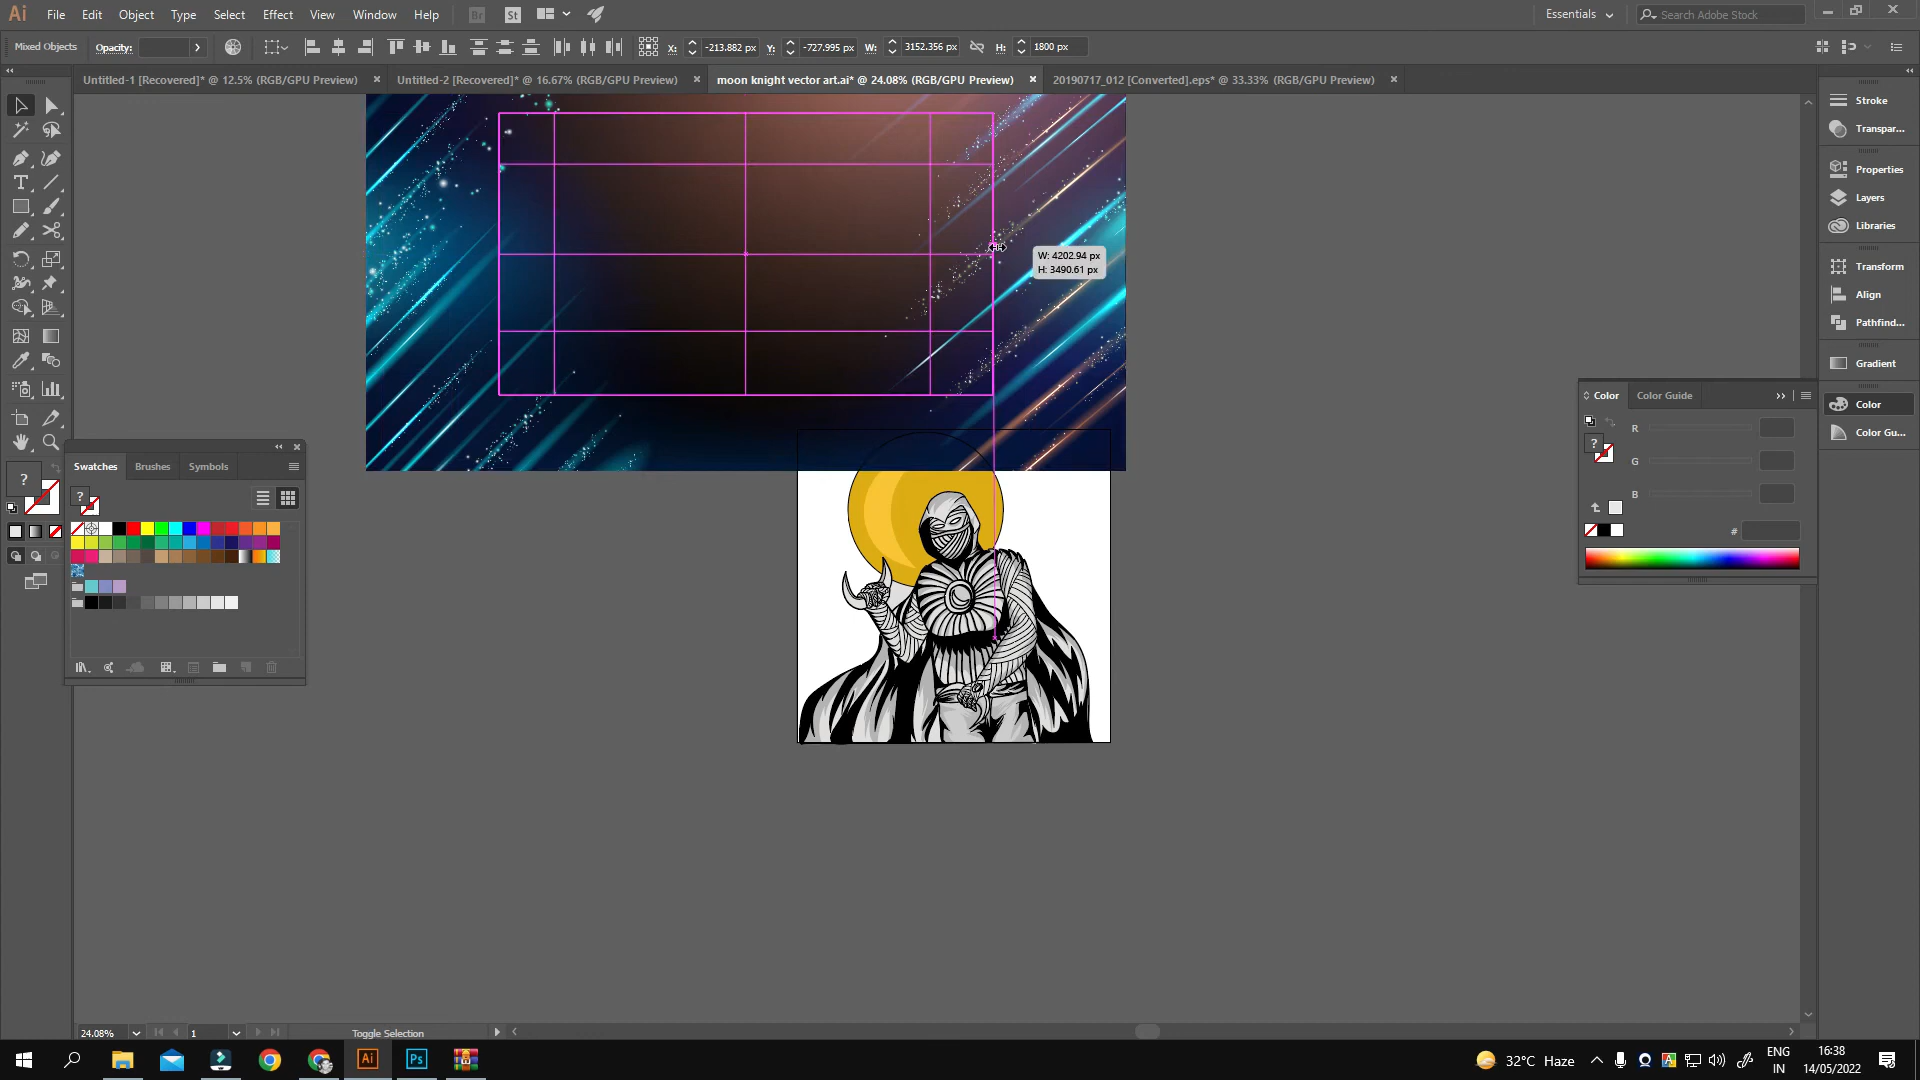 Ai File Edit Object Type Select Effect View Window Help Br St Essentials Search Adobe Stock
Mixed Objects Opacity: X: -213.882 px Y: -727.995 px W: 3152.356 px H: 1800 px
Untitled-1 [Recovered]* @ 12.5% (RGB/GPU Preview) Untitled-2 [Recovered]* @ 16.67% (RGB/GPU Preview) moon knight vector art.ai* @ 24.08% (RGB/GPU Preview) 20190717_012 [Converted].eps* @ 33.33% (RGB/GPU Preview)
Stroke
Transpar...
Properties
Layers
Libraries
W: 4202.94 px
H: 3490.61 px
Transform
Align
Pathfind...
Gradient
Color Color Guide
Color
Color Gu...
R
G
B
#
Swatches Brushes Symbols
?
?
?
24.08% 1 Toggle Selection
Ai Ps 32°C Haze ENG 16:38
IN 14/05/2022